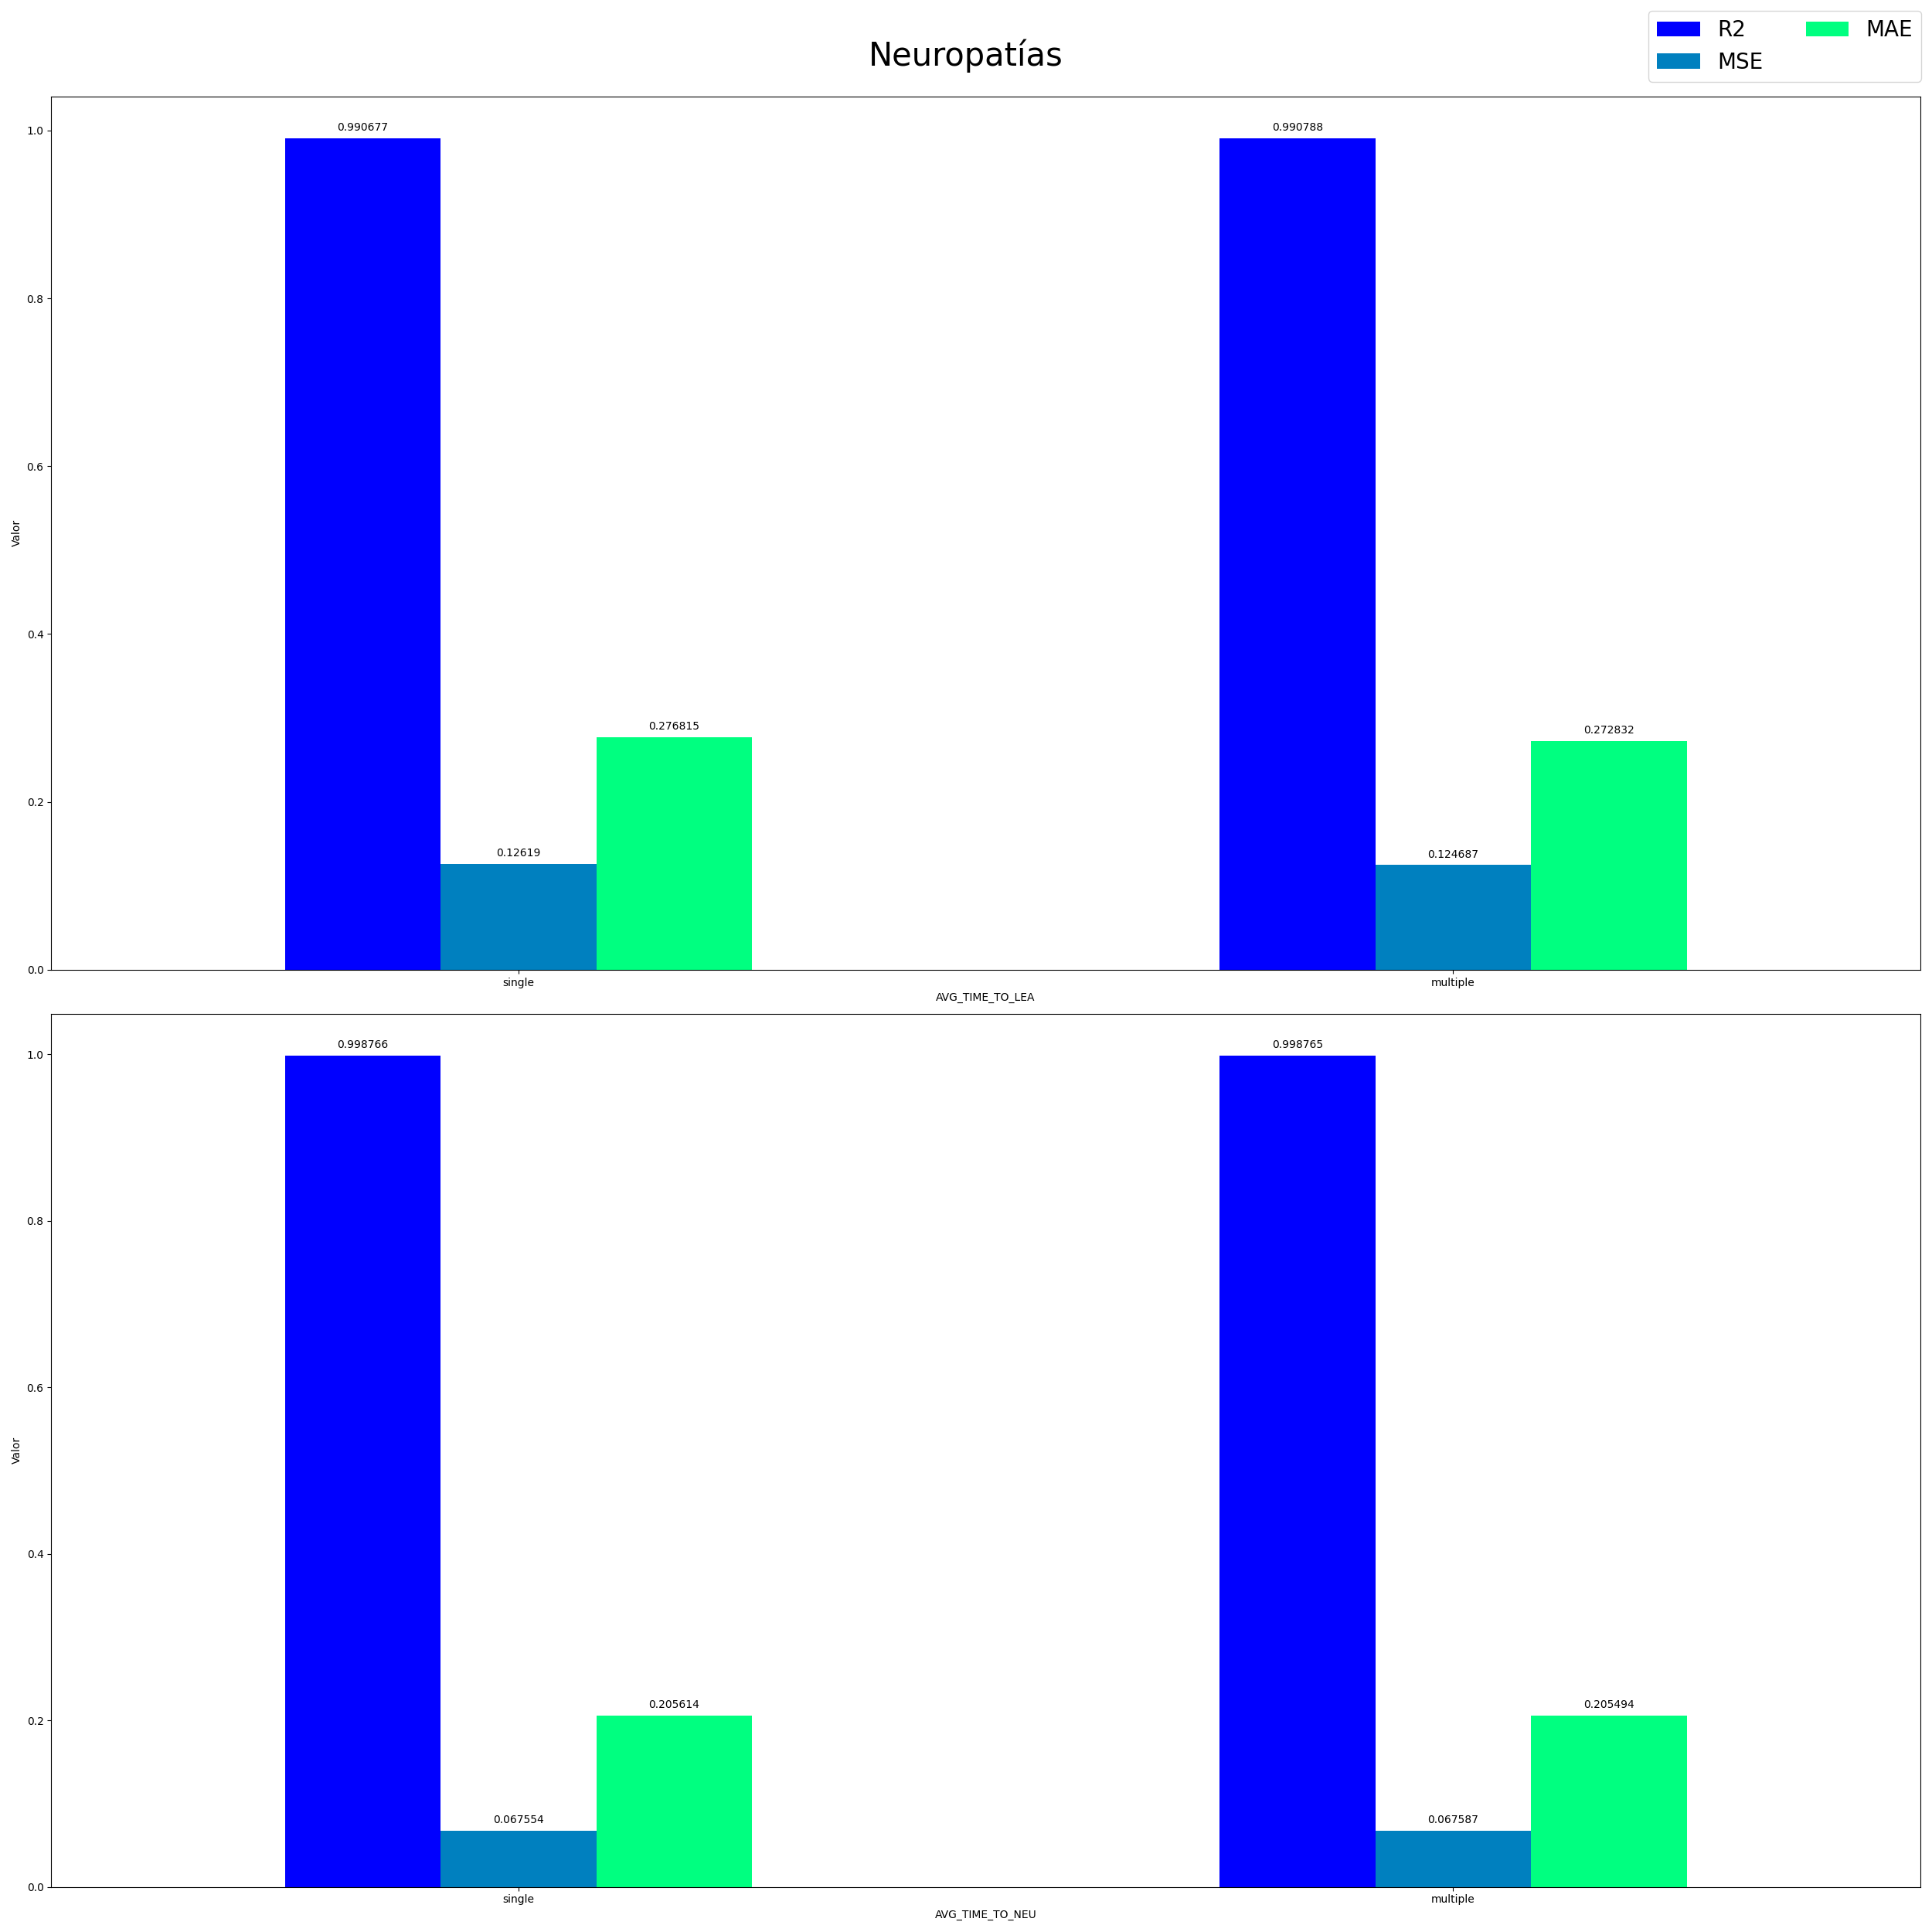 Neuropatías
R2
MSE
MAE
Valor
1.0
0.8
0.6
0.4
0.2
0.0
0.990677
0.12619
0.276815
0.990788
0.124687
0.272832
single
multiple
AVG_TIME_TO_LEA
Valor
1.0
0.8
0.6
0.4
0.2
0.0
0.998766
0.067554
0.205614
0.998765
0.067587
0.205494
single
multiple
AVG_TIME_TO_NEU